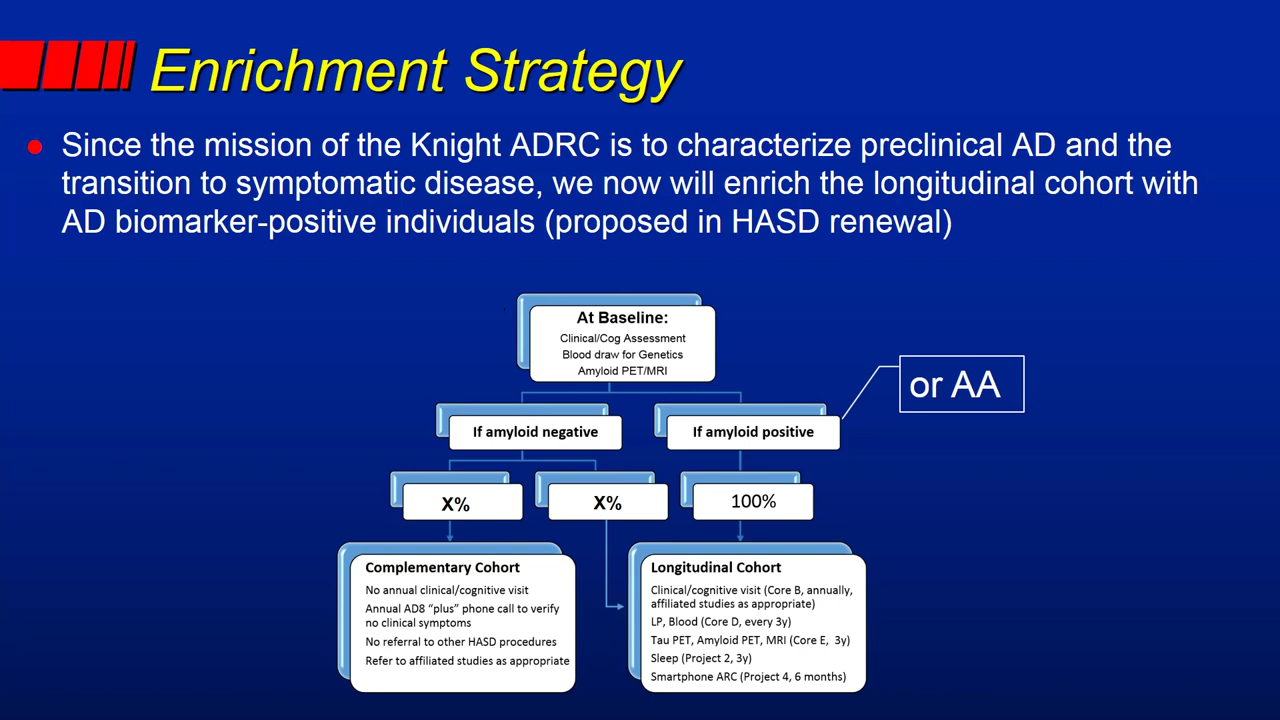 Enrichment Strategy
Since the mission of the Knight ADRC is to characterize preclinical AD and the
transition to symptomatic disease, we now will enrich the longitudinal cohort with
AD biomarker-positive individuals (proposed in HASD renewal)
At Baseline:
Clinical/Cog Assessment
Blood draw for Genetics
Amyloid PET/MRI
or AA
If amyloid negative
If amyloid positive
X%
X%
100%
Complementary Cohort
No annual clinical/cognitive visit
Annual AD8 “plus” phone call to verify
no clinical symptoms
No referral to other HASD procedures
Refer to affiliated studies as appropriate
Longitudinal Cohort
Clinical/cognitive visit (Core B, annually,
affiliated studies as appropriate)
LP, Blood (Core D, every 3y)
Tau PET, Amyloid PET, MRI (Core E, 3y)
Sleep (Project 2, 3y)
Smartphone ARC (Project 4, 6 months)